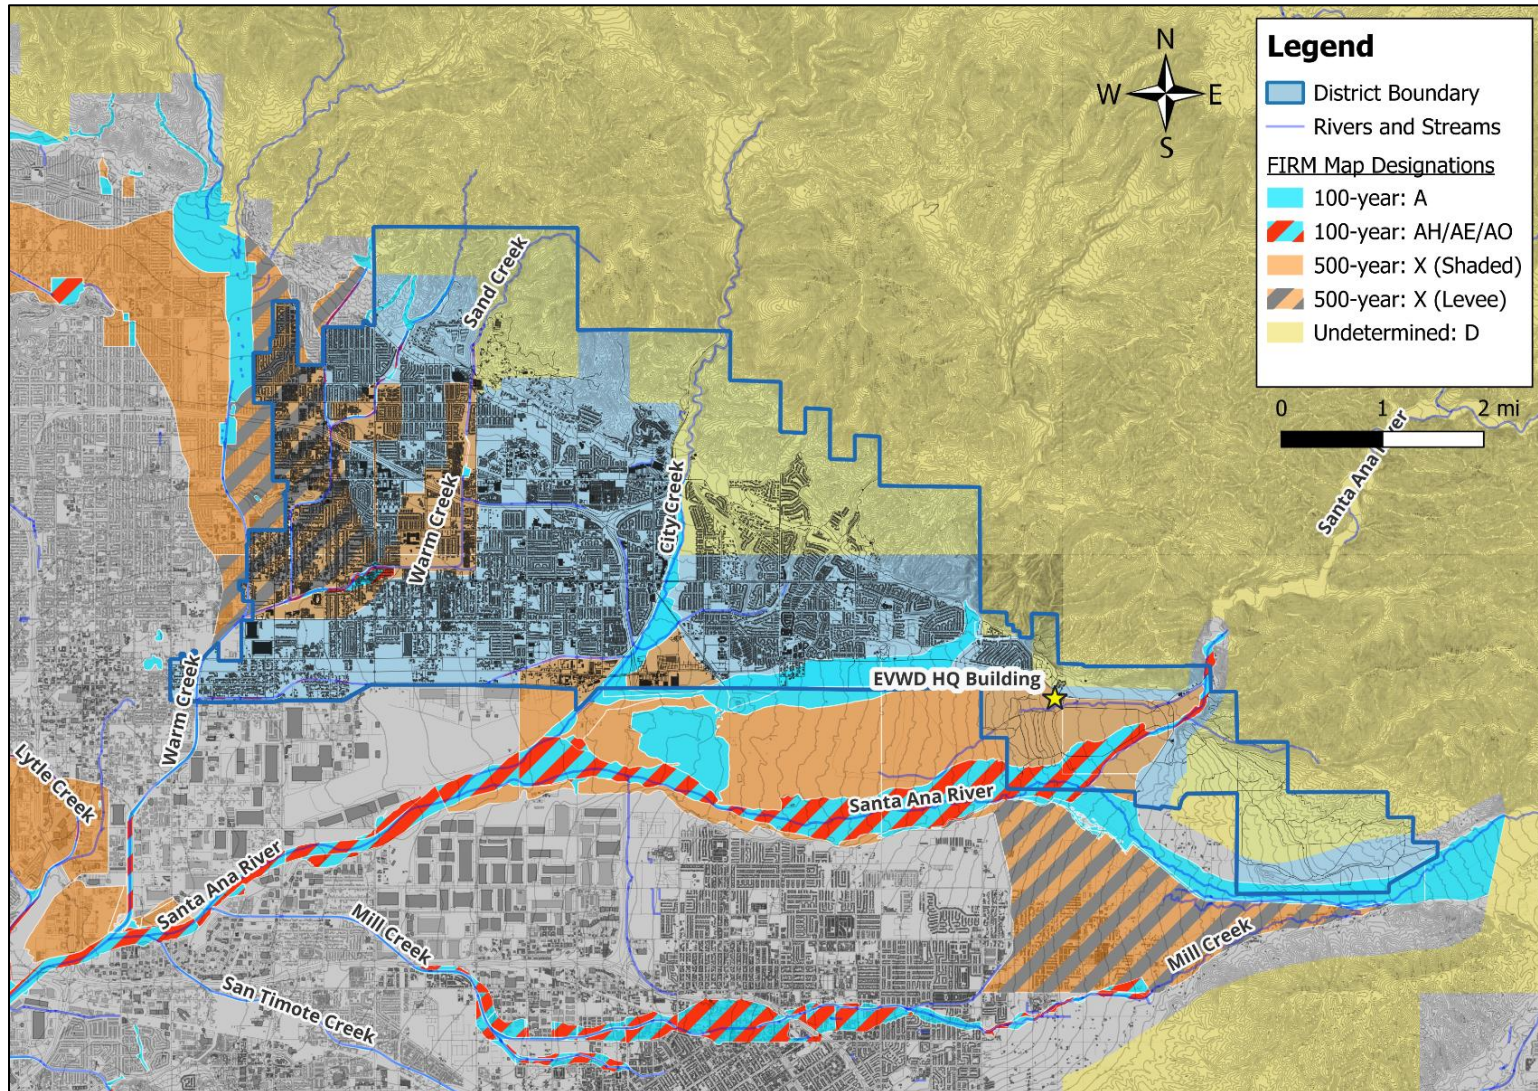 N
W E
S
Legend
District Boundary
Rivers and Streams
FIRM Map Designations
100-year: A
100-year: AH/AE/AO
500-year: X (Shaded)
500-year: X (Levee)
Undetermined: D
0 1 2 mi
Sand Creek
Santa Ana River
City Creek
Warm Creek
Warm Creek
EVWD HQ Building
Lytle Creek
Santa Ana River
Santa Ana River
Mill Creek
Mill Creek
San Timote Creek